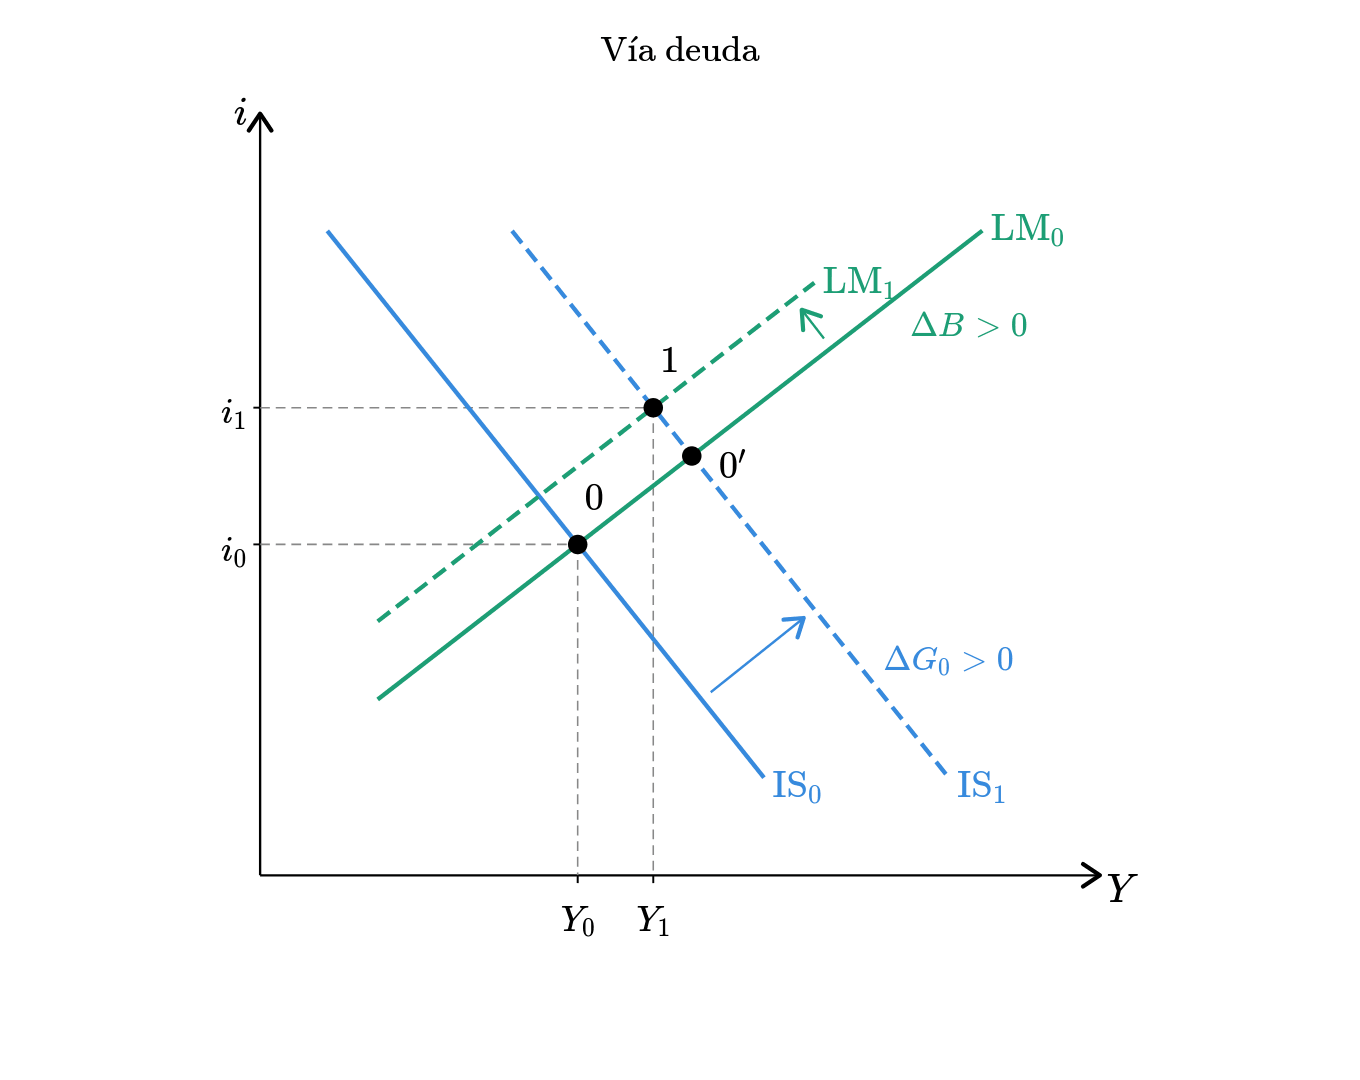 Vía deuda
i
LM₀
LM₁
ΔB > 0
1
i₁
0′
0
i₀
ΔG₀ > 0
IS₀
IS₁
Y
Y₀
Y₁